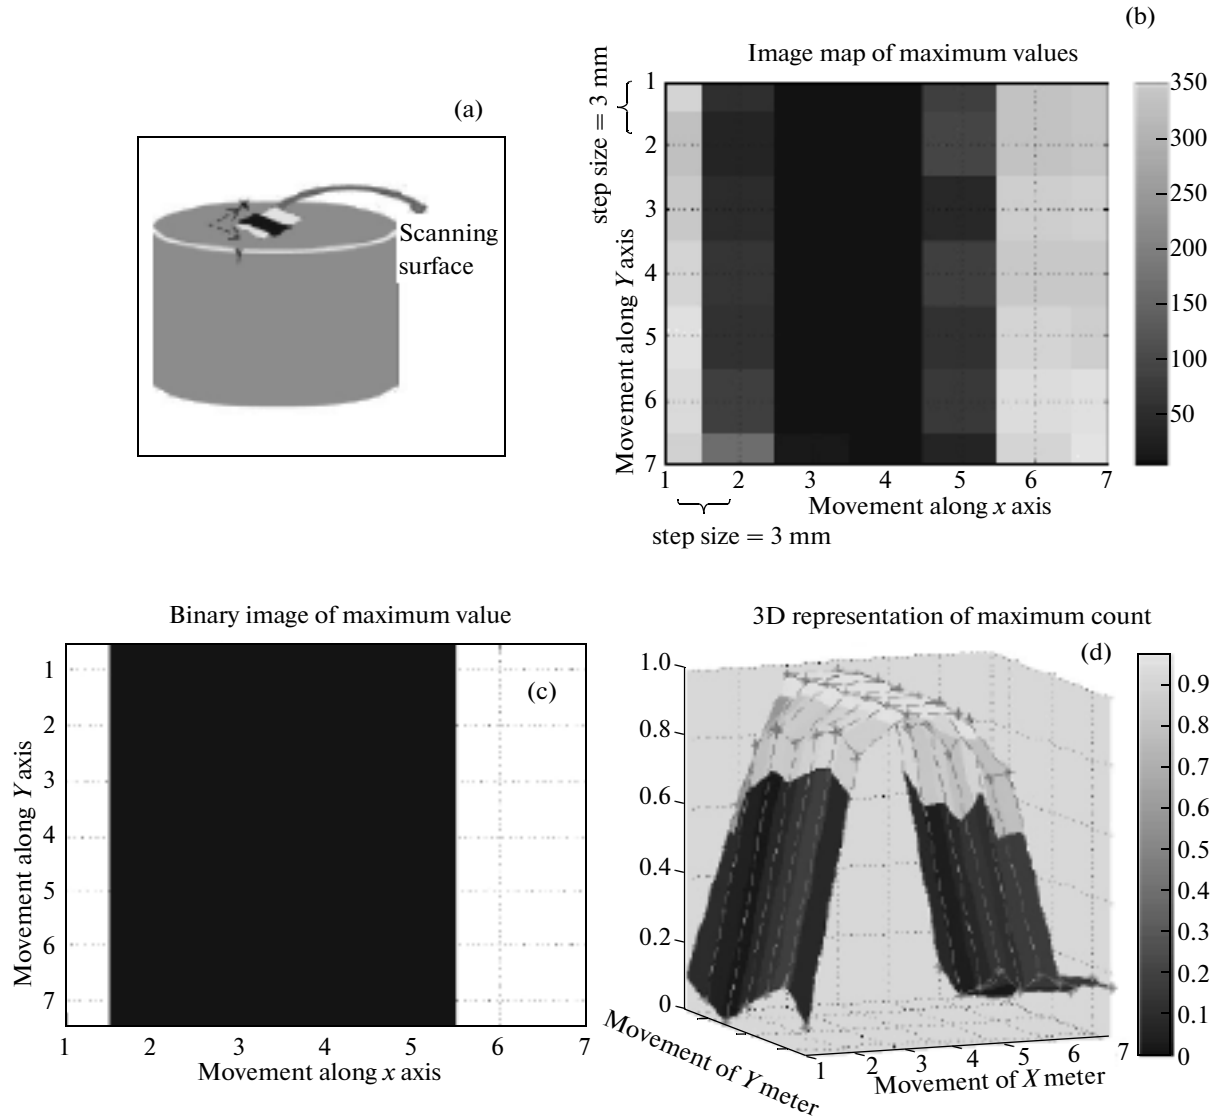 (a)
Scanning
surface
(b)
Image map of maximum values
step size = 3 mm
Movement along Y axis
1
2
3
4
5
6
7
1 2 3 4 5 6 7
Movement along x axis
step size = 3 mm
350
300
250
200
150
100
50
Binary image of maximum value
(c)
Movement along Y axis
1
2
3
4
5
6
7
1 2 3 4 5 6 7
Movement along x axis
3D representation of maximum count
(d)
1.0
0.8
0.6
0.4
0.2
0
Movement of Y meter
1 2 3 4 5 6 7
Movement of X meter
0.9
0.8
0.7
0.6
0.5
0.4
0.3
0.2
0.1
0